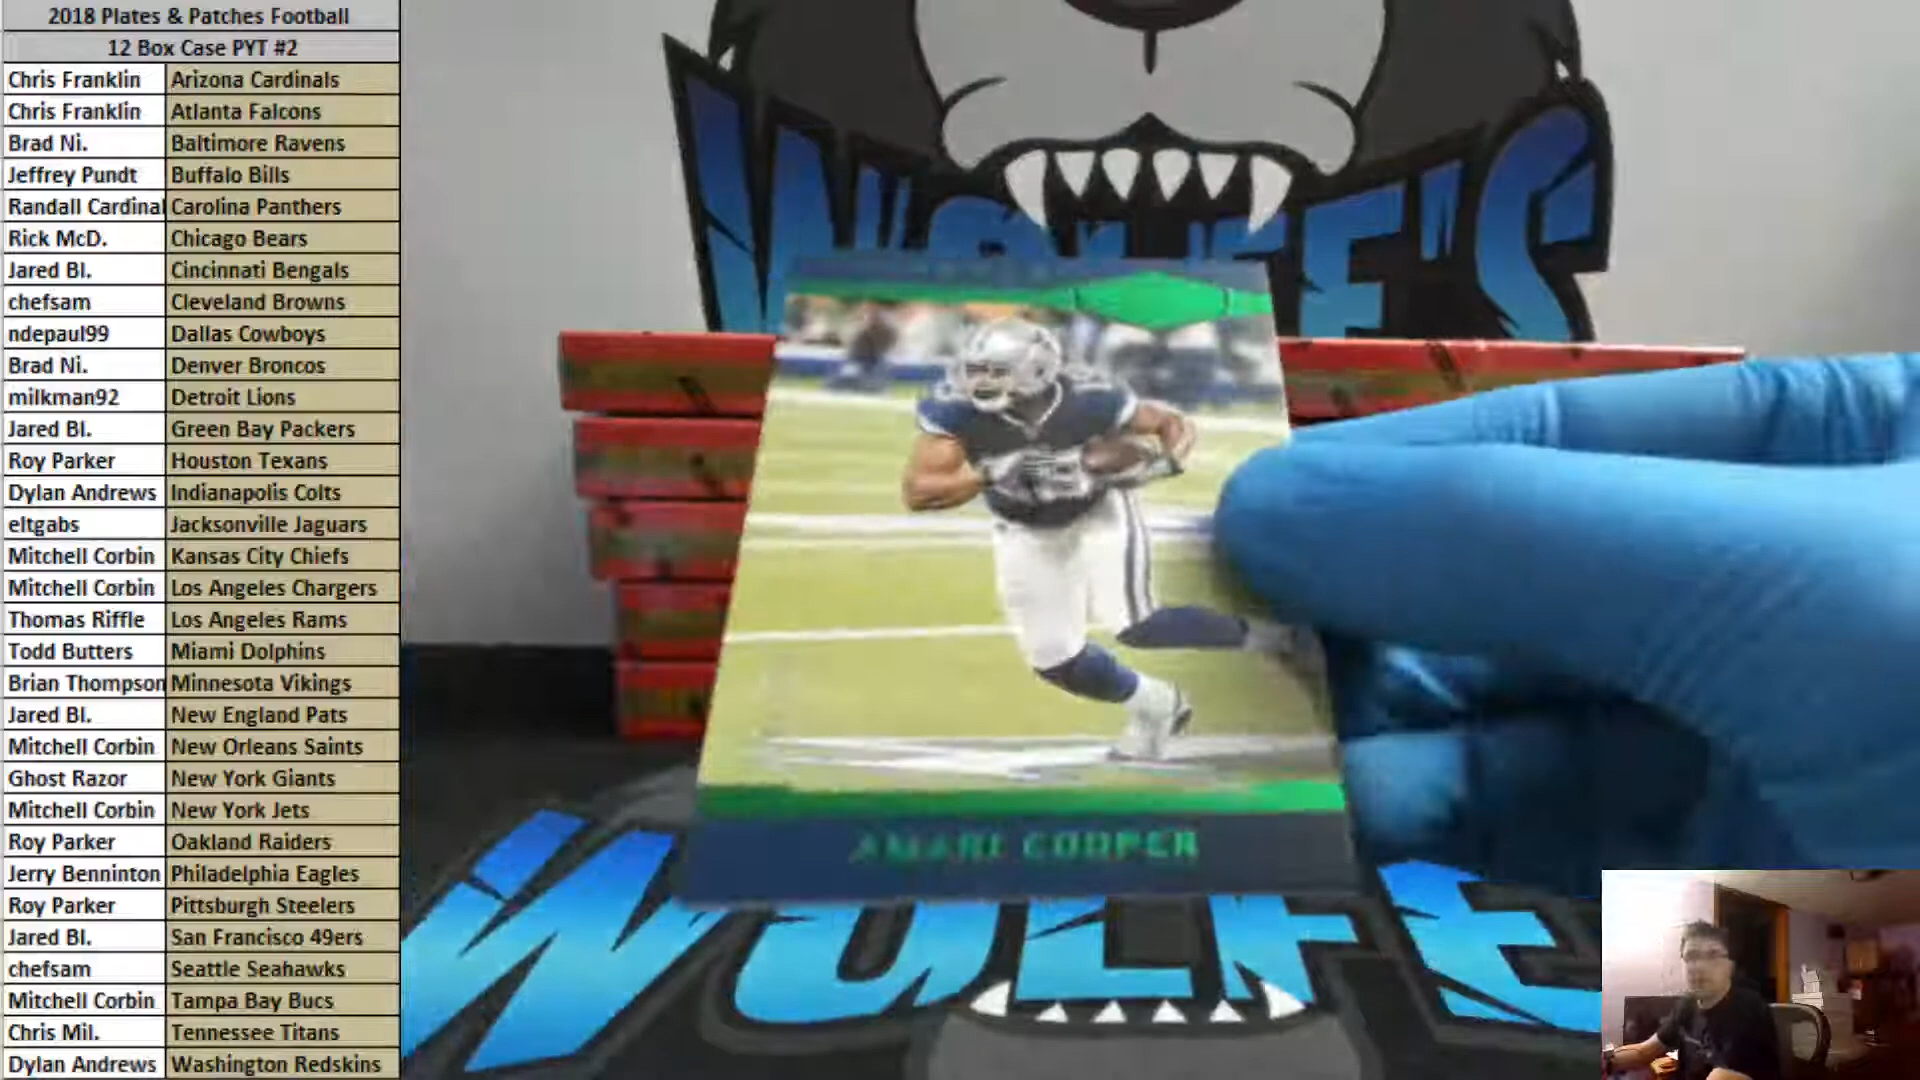 2018 Plates & Patches Football
12 Box Case PYT #2
Chris Franklin Arizona Cardinals
Chris Franklin Atlanta Falcons
Brad Ni. Baltimore Ravens
Jeffrey Pundt Buffalo Bills
Randall Cardinal Carolina Panthers
Rick McD. Chicago Bears
Jared Bl. Cincinnati Bengals
chefsam Cleveland Browns
ndepaul99 Dallas Cowboys
Brad Ni. Denver Broncos
milkman92 Detroit Lions
Jared Bl. Green Bay Packers
Roy Parker Houston Texans
Dylan Andrews Indianapolis Colts
eltgabs Jacksonville Jaguars
Mitchell Corbin Kansas City Chiefs
Mitchell Corbin Los Angeles Chargers
Thomas Riffle Los Angeles Rams
Todd Butters Miami Dolphins
Brian Thompson Minnesota Vikings
Jared Bl. New England Pats
Mitchell Corbin New Orleans Saints
Ghost Razor New York Giants
Mitchell Corbin New York Jets
Roy Parker Oakland Raiders
Jerry Benninton Philadelphia Eagles
Roy Parker Pittsburgh Steelers
Jared Bl. San Francisco 49ers
chefsam Seattle Seahawks
Mitchell Corbin Tampa Bay Bucs
Chris Mil. Tennessee Titans
Dylan Andrews Washington Redskins
WOLFE'S
AMARI COOPER
WOLFE